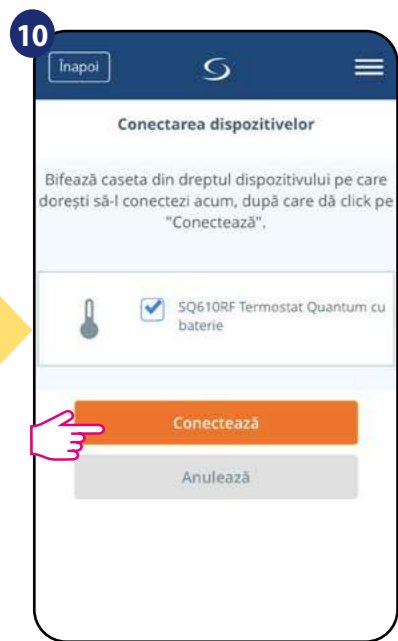 10
Înapoi
Conectarea dispozitivelor
Bifează caseta din dreptul dispozitivului pe care
dorești să-l conectezi acum, după care dă click pe
"Conectează".
SQ610RF Termostat Quantum cu
baterie
Conectează
Anulează